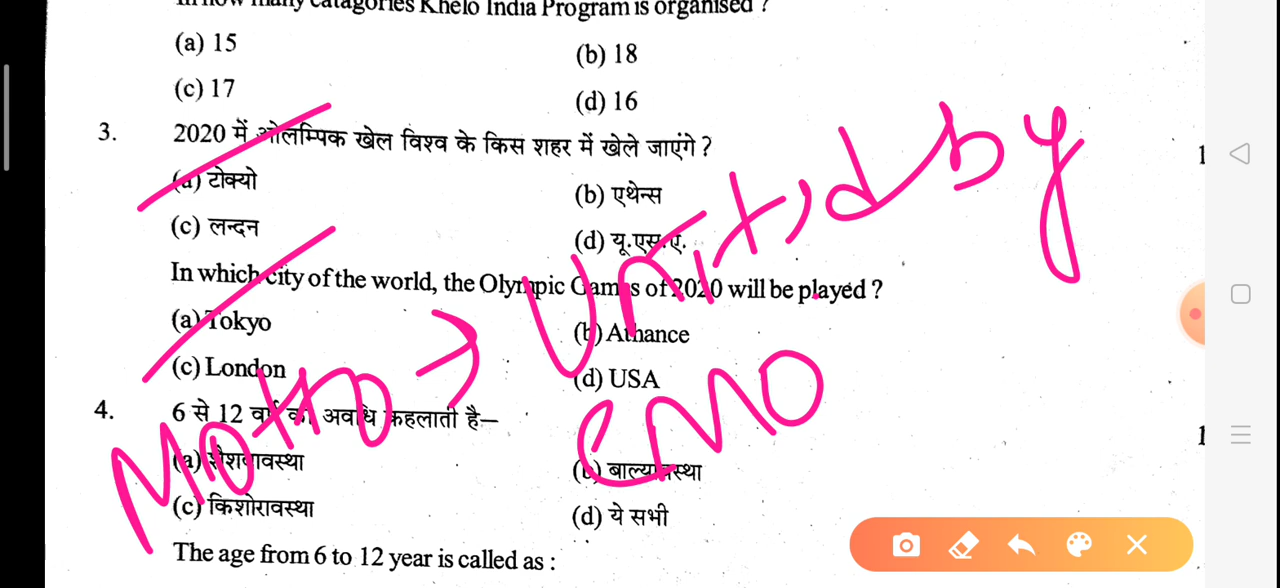 In how many catagories Khelo India Program is organised ?
(a) 15
(b) 18
(c) 17
(d) 16
3. 2020 में ओलम्पिक खेल विश्व के किस शहर में खेले जाएंगे ? 1
(a) टोक्यो
(b) एथेन्स
(c) लन्दन
(d) यू.एस.ए.
In which city of the world, the Olympic Games of 2020 will be played ?
(a) Tokyo
(b) Athance
(c) London
(d) USA
4. 6 से 12 वर्ष की अवधि कहलाती है— 1
(a) शैशवावस्था
(b) बाल्यावस्था
(c) किशोरावस्था
(d) ये सभी
The age from 6 to 12 year is called as :
Motto → United by
EMO